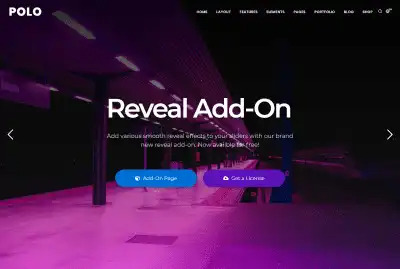 POLO
HOME LAYOUT FEATURES ELEMENTS PAGES PORTFOLIO BLOG SHOP
Reveal Add-On
Add various smooth reveal effects to your sliders with our brand
new reveal add-on. Now avaible for free!
Add-On Page
Get a License